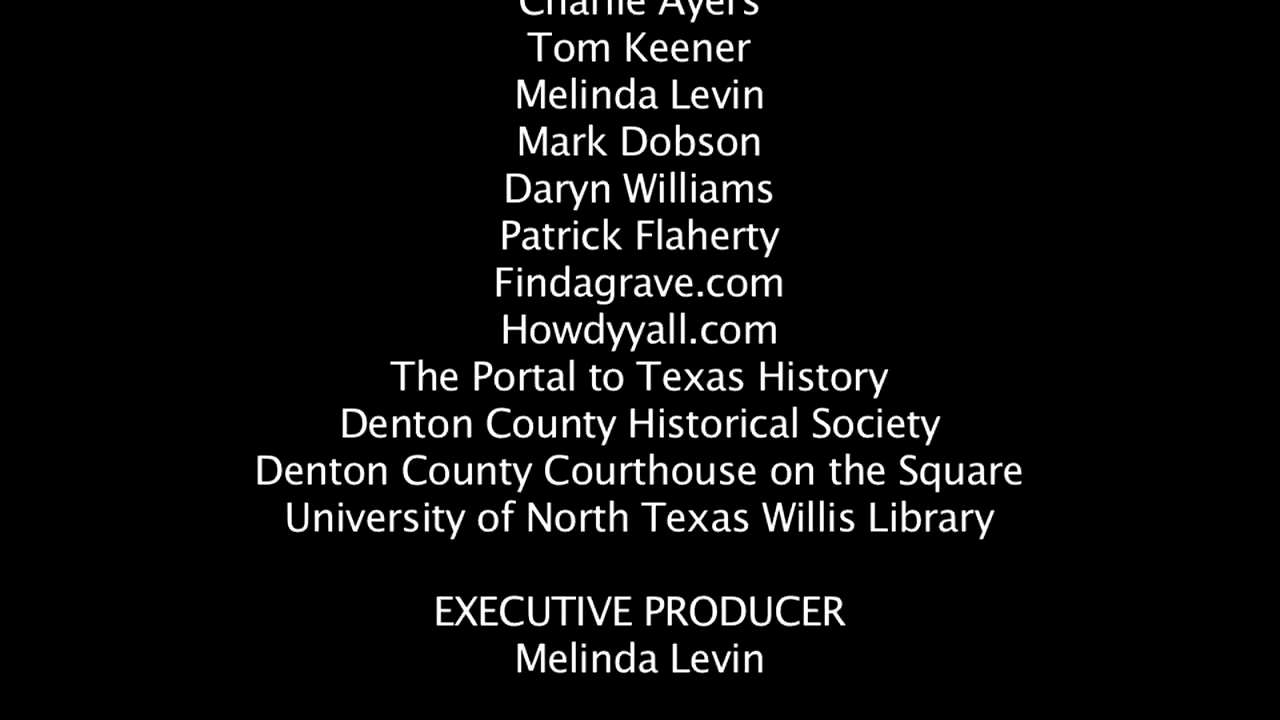 Charlie Ayers
Tom Keener
Melinda Levin
Mark Dobson
Daryn Williams
Patrick Flaherty
Findagrave.com
Howdyyall.com
The Portal to Texas History
Denton County Historical Society
Denton County Courthouse on the Square
University of North Texas Willis Library
EXECUTIVE PRODUCER
Melinda Levin